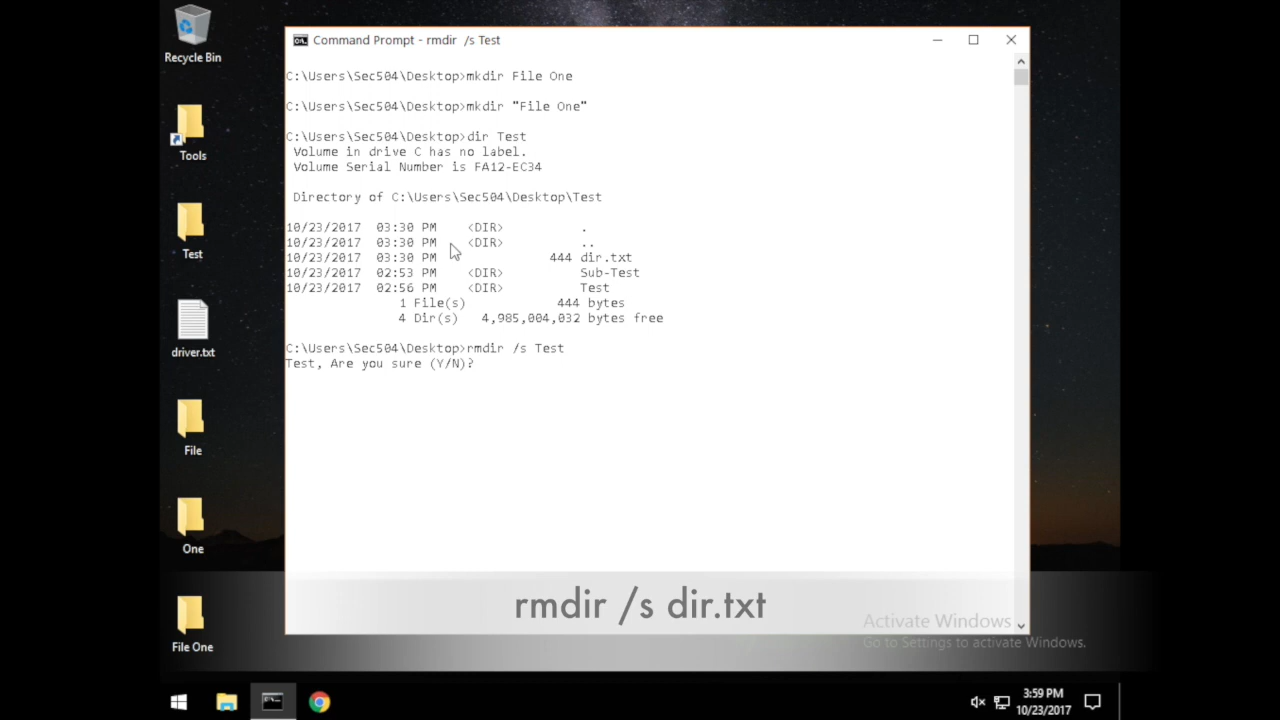 Recycle Bin
Tools
Test
driver.txt
File
One
File One
Command Prompt - rmdir  /s Test
C:\Users\Sec504\Desktop>mkdir File One
C:\Users\Sec504\Desktop>mkdir "File One"
C:\Users\Sec504\Desktop>dir Test
 Volume in drive C has no label.
 Volume Serial Number is FA12-EC34
 Directory of C:\Users\Sec504\Desktop\Test
10/23/2017  03:30 PM    <DIR>          .
10/23/2017  03:30 PM    <DIR>          ..
10/23/2017  03:30 PM               444 dir.txt
10/23/2017  02:53 PM    <DIR>          Sub-Test
10/23/2017  02:56 PM    <DIR>          Test
               1 File(s)            444 bytes
               4 Dir(s)   4,985,004,032 bytes free
C:\Users\Sec504\Desktop>rmdir /s Test
Test, Are you sure (Y/N)?
rmdir /s dir.txt
Activate Windows
Go to Settings to activate Windows.
3:59 PM
10/23/2017